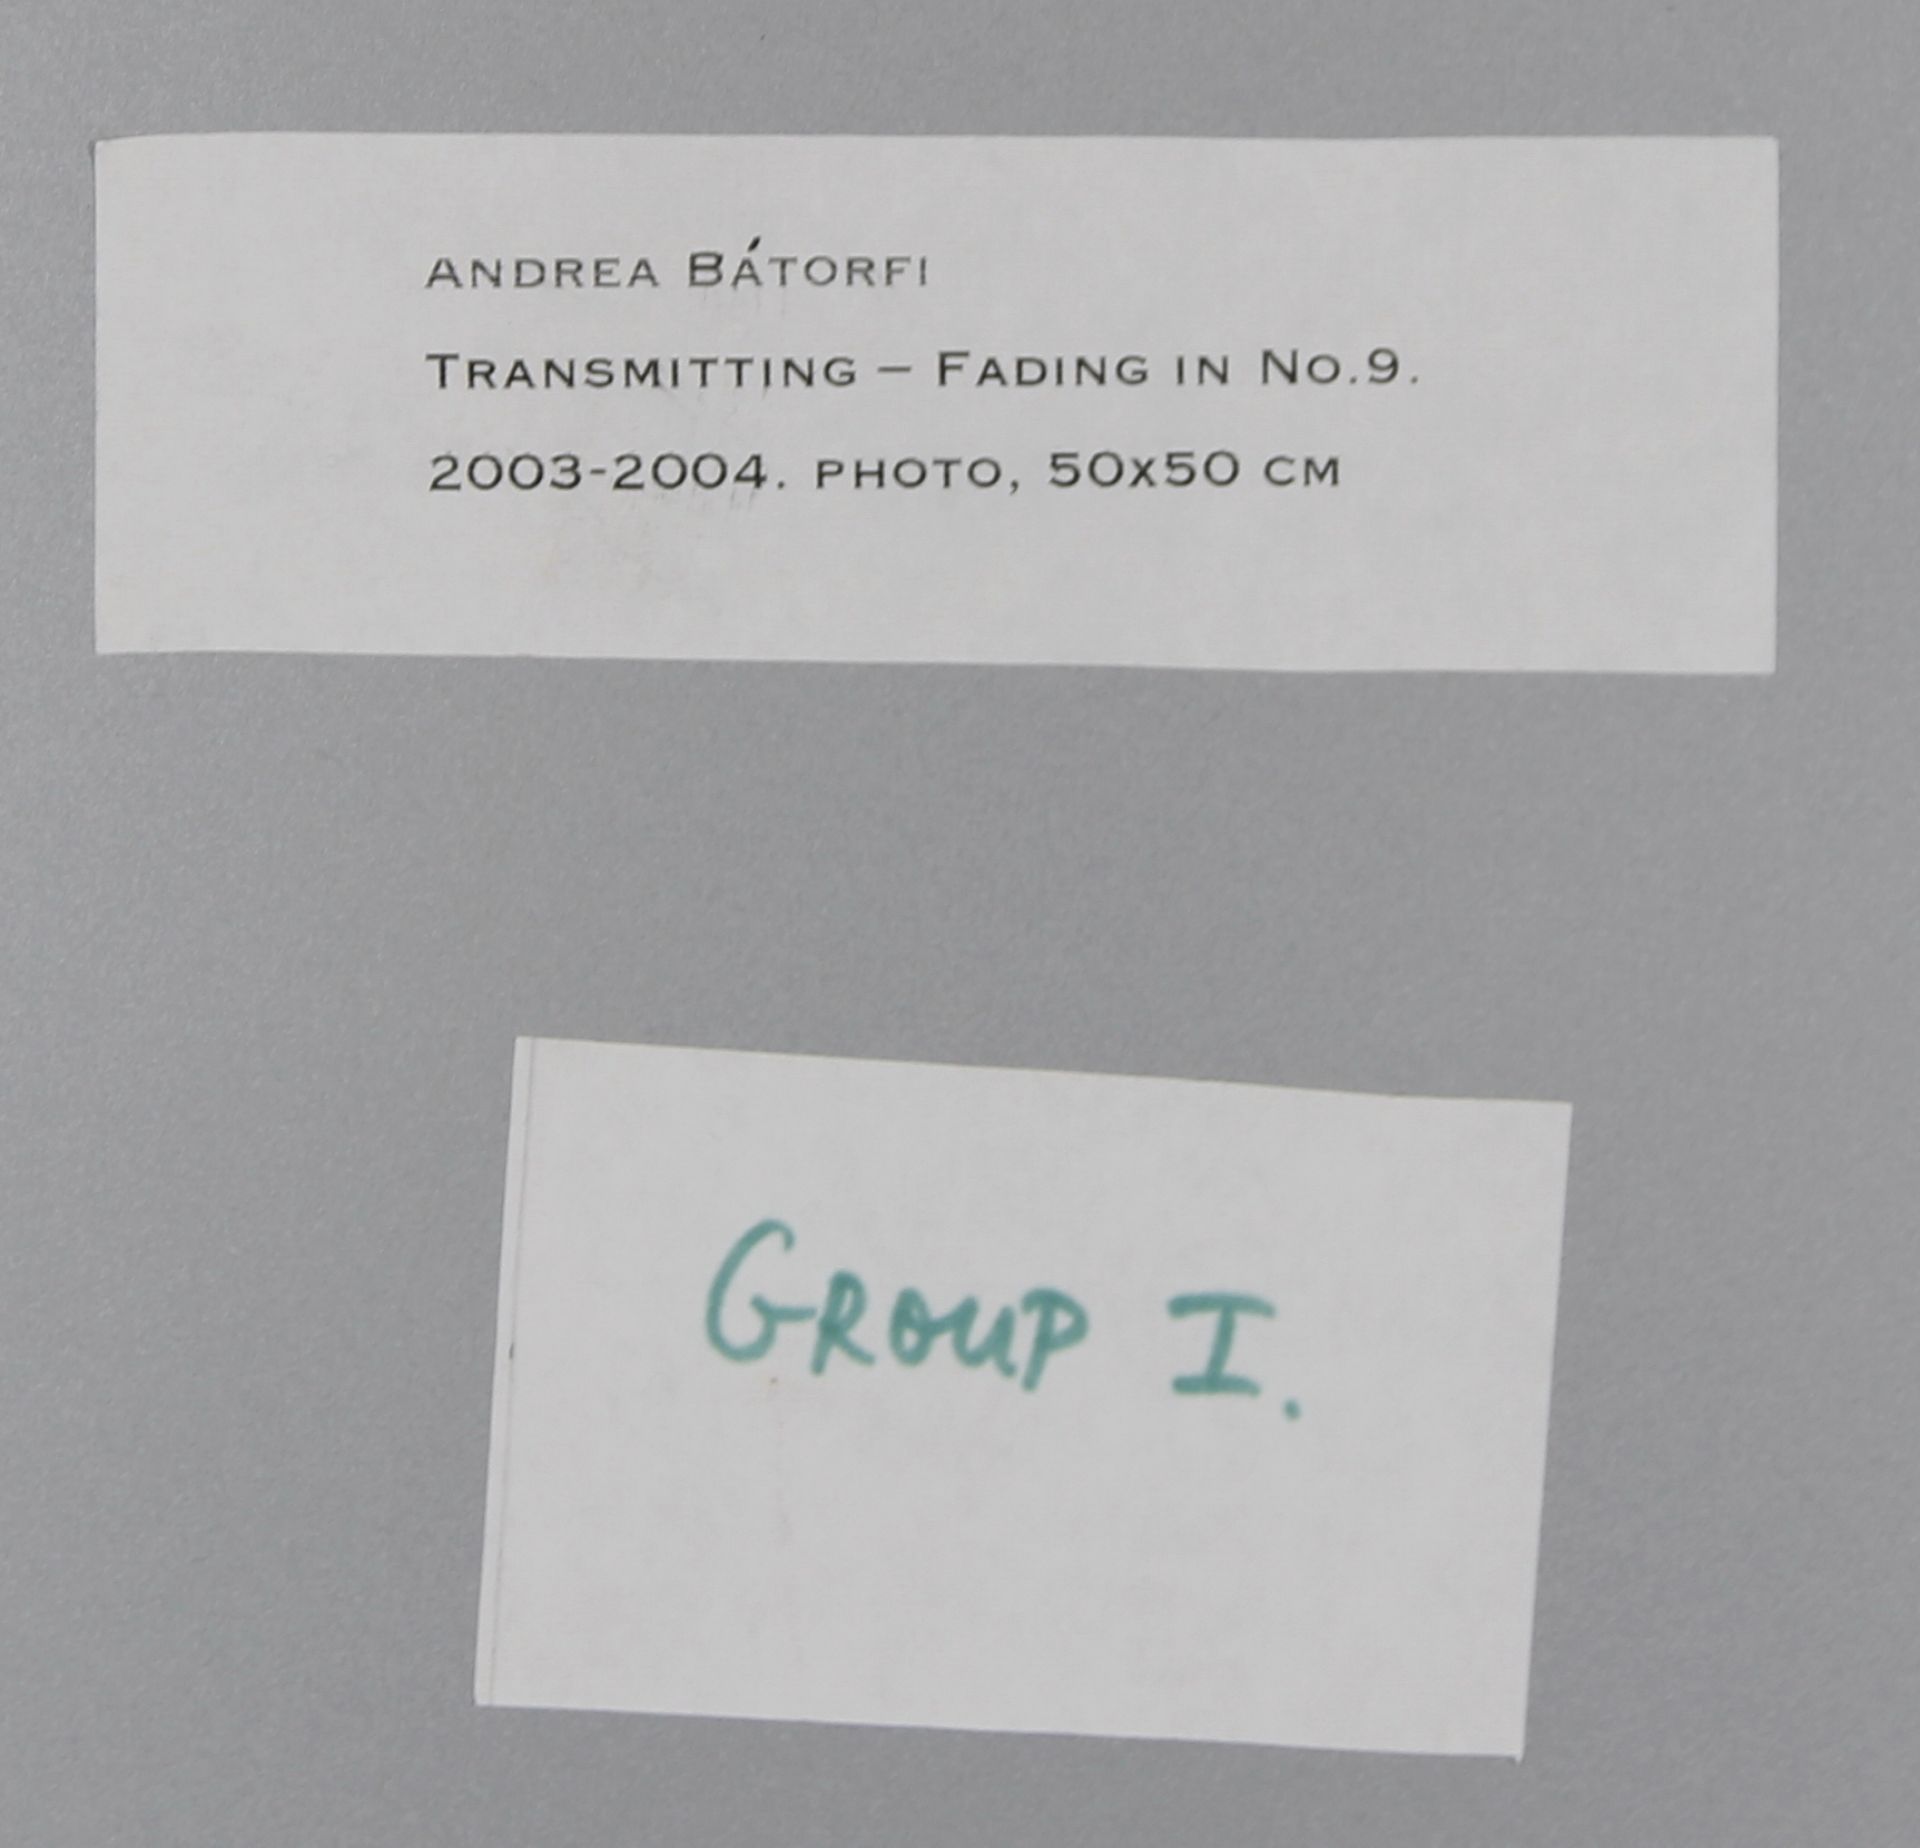 ANDREA BÁTORFI
TRANSMITTING – FADING IN NO.9.
2003-2004. PHOTO, 50X50 CM
GROUP I.